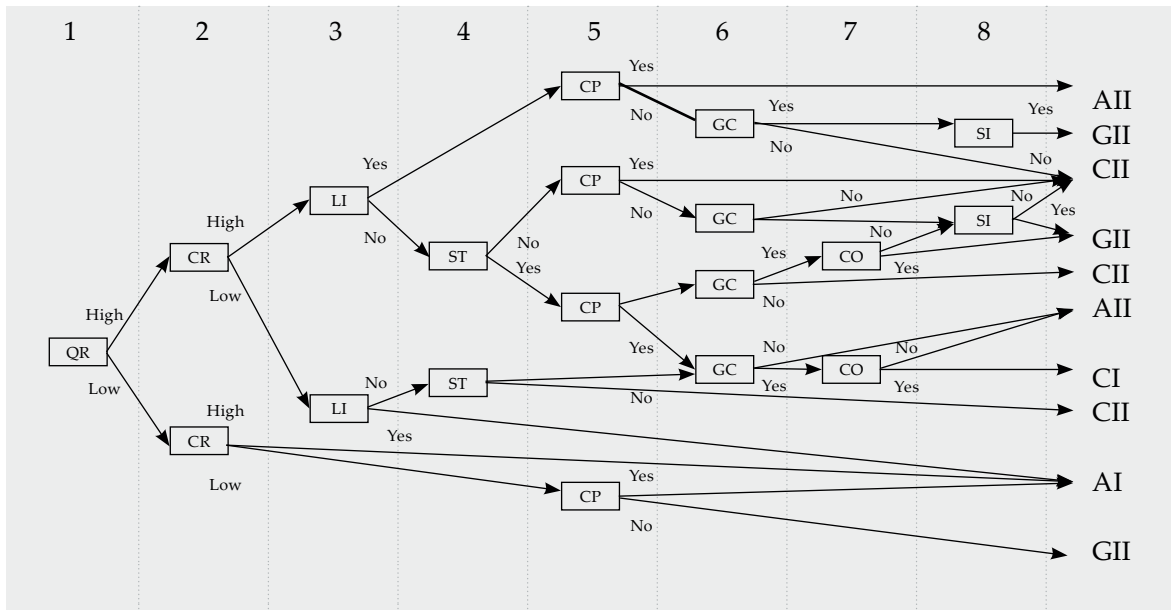 1 2 3 4 5 6 7 8
Yes
CP
AII
No
Yes
Yes
GC
SI
GII
No
Yes
Yes
No
CII
CP
LI
No
No
High
No
GC
SI
Yes
No
No
No
GII
CR
ST
Yes
CO
Yes
Yes
GC
CII
Low
No
CP
AII
High
QR
Yes
No
No
GC
CO
CI
Low
No
ST
Yes
Yes
No
High
LI
CII
Yes
CR
Yes
AI
Low
CP
No
GII